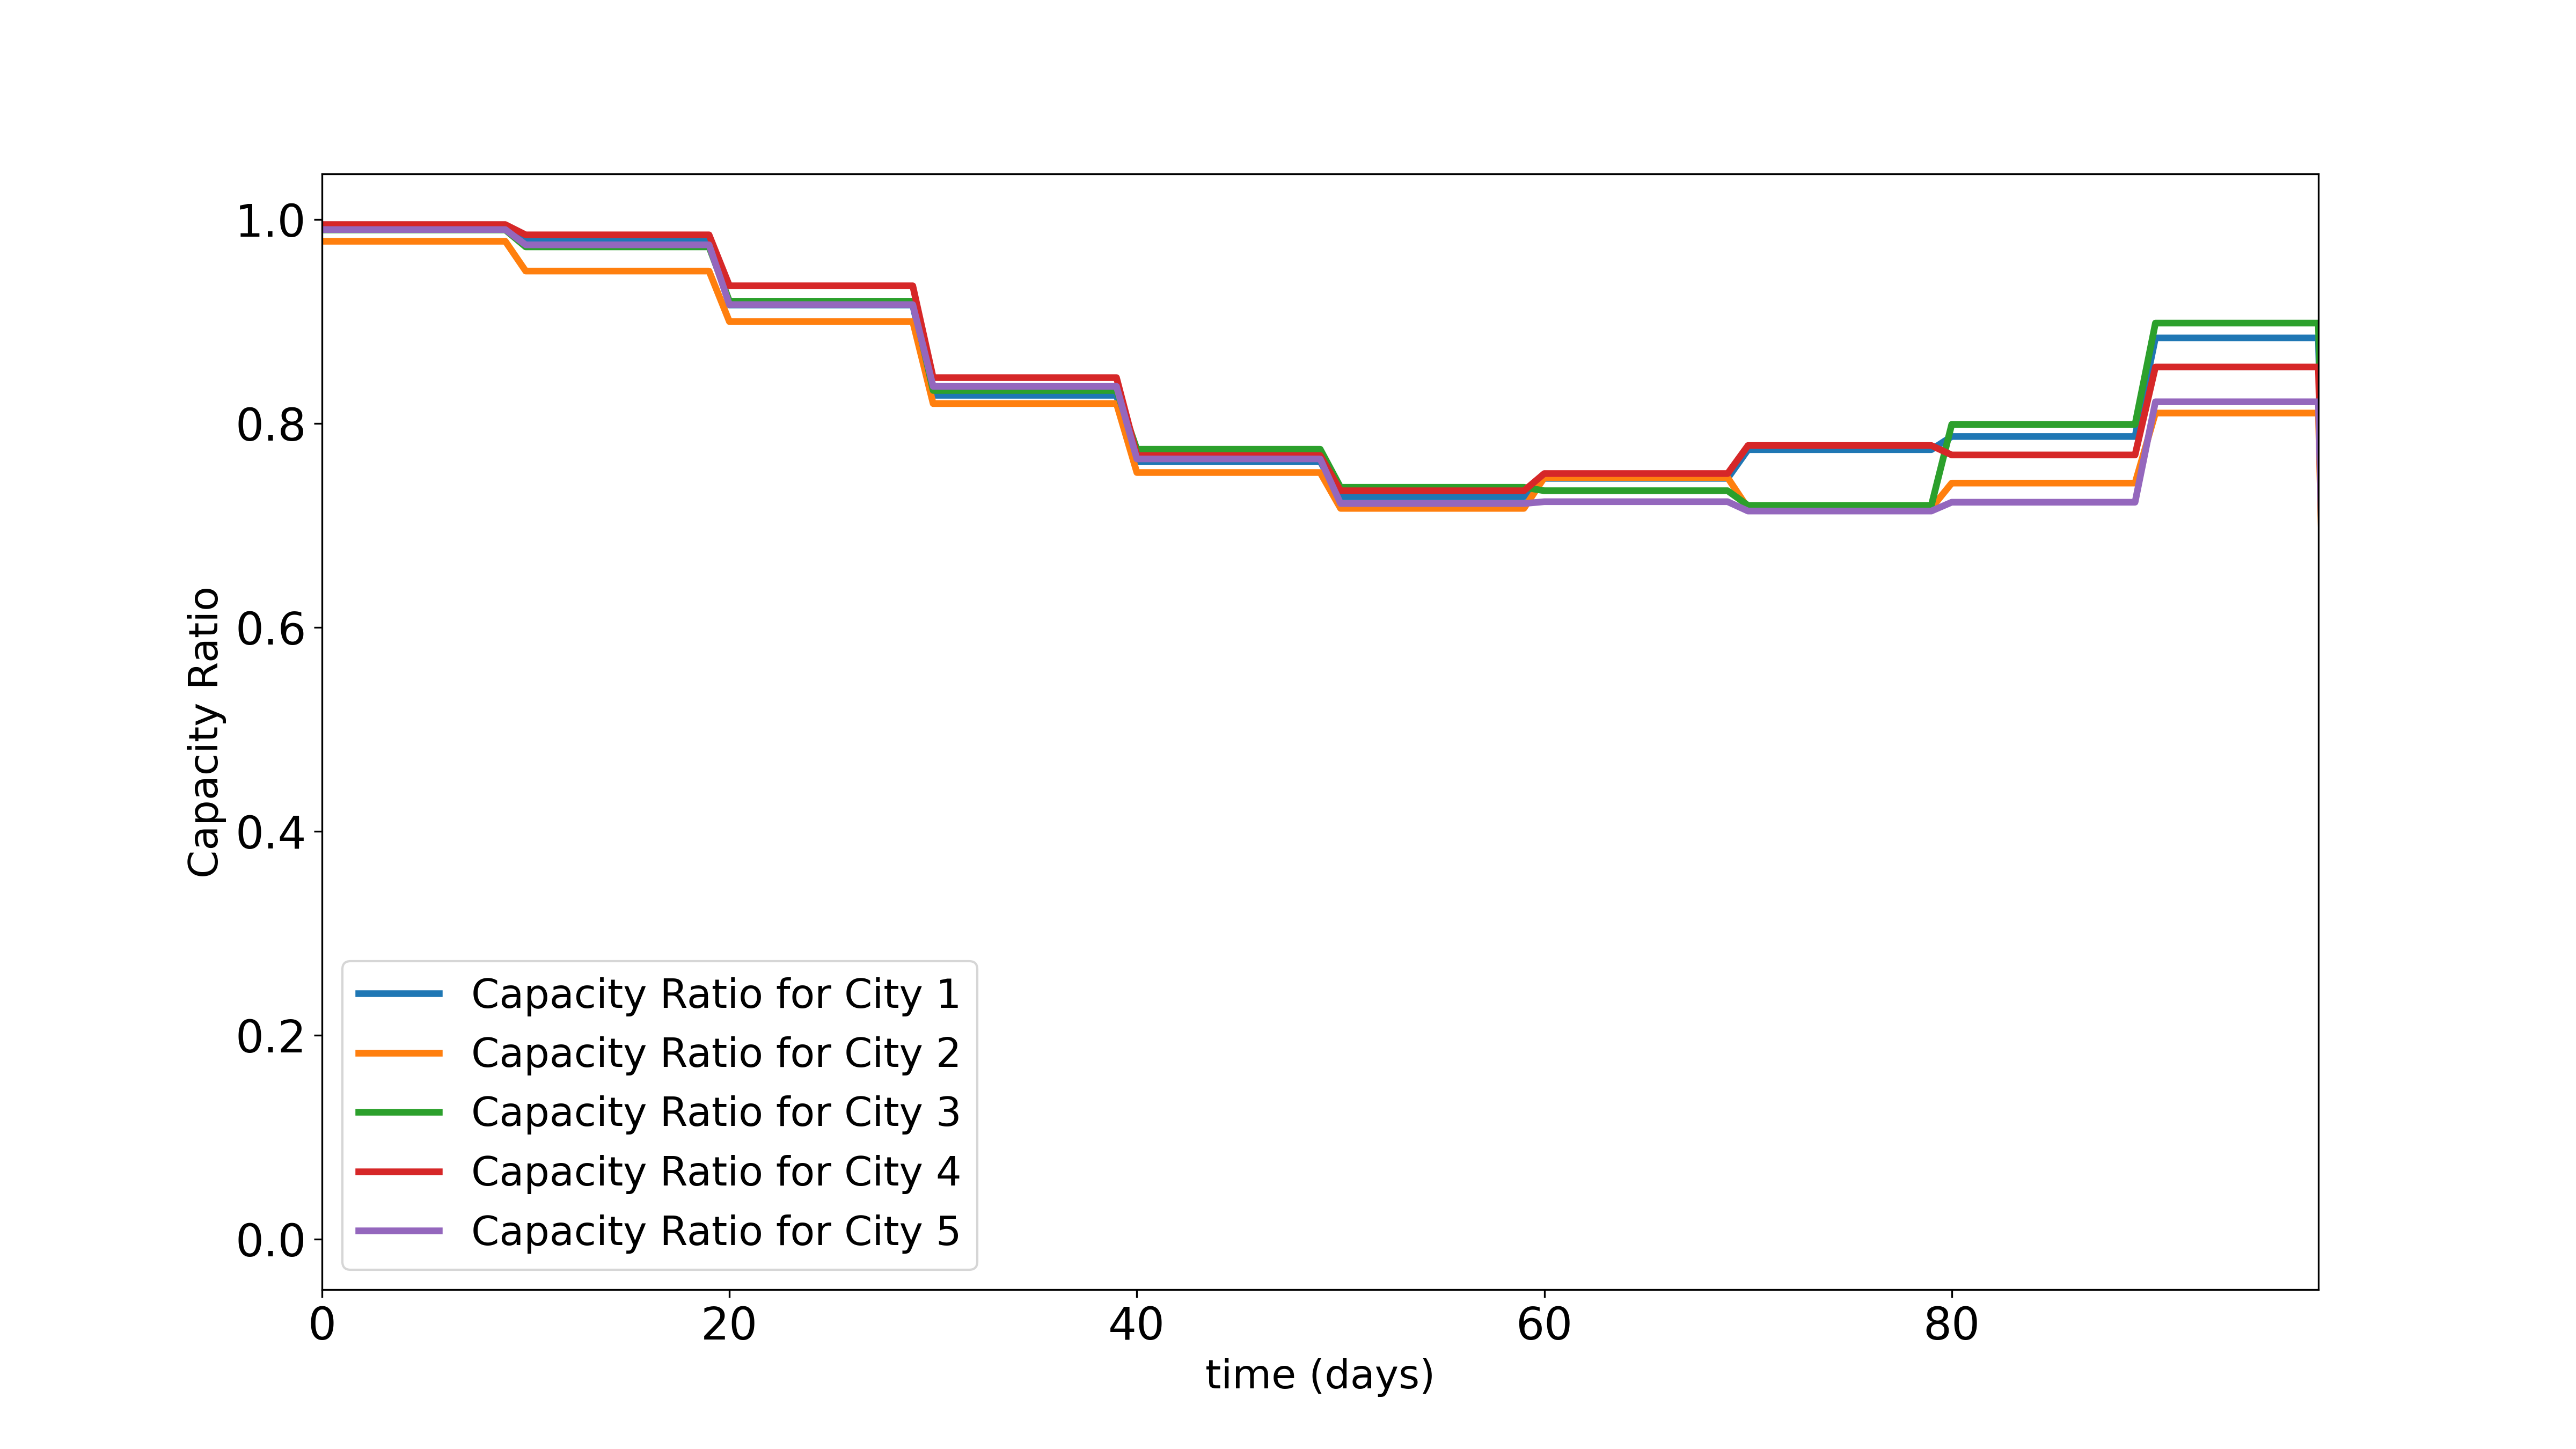 1.0
0.8
0.6
0.4
0.2
0.0
Capacity Ratio
Capacity Ratio for City 1
Capacity Ratio for City 2
Capacity Ratio for City 3
Capacity Ratio for City 4
Capacity Ratio for City 5
0 20 40 60 80
time (days)